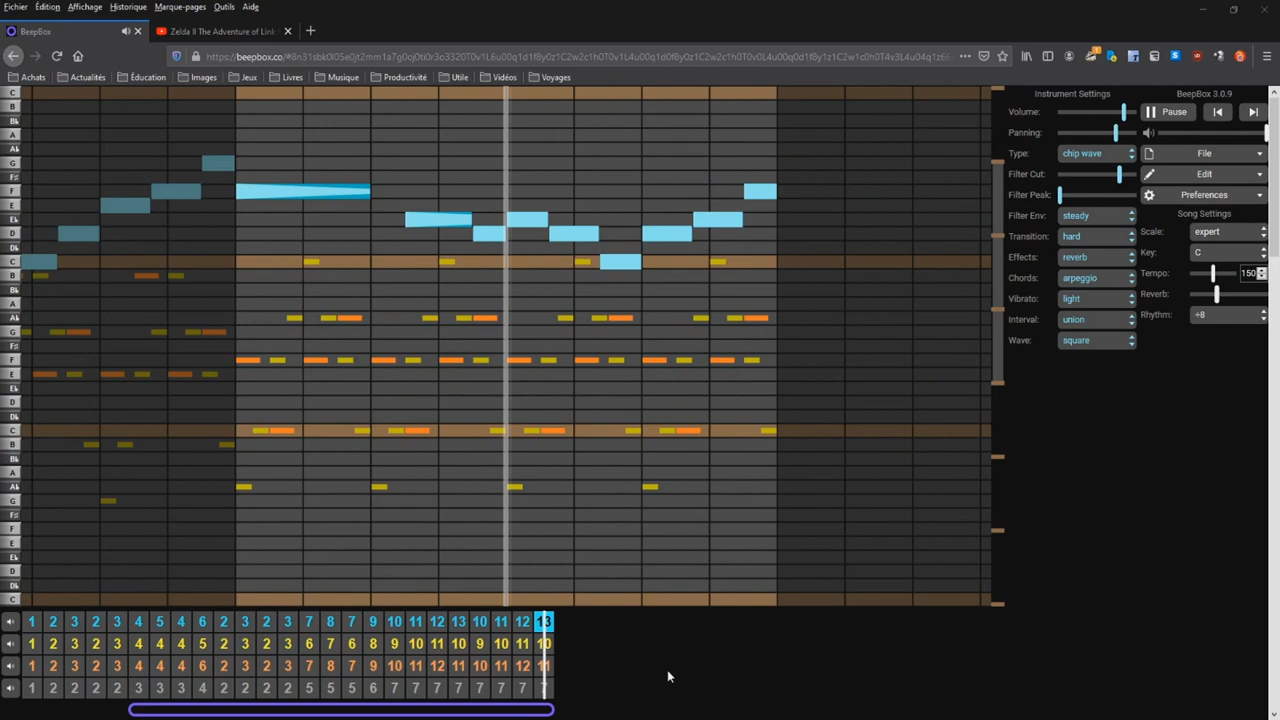 Fichier Édition Affichage Historique Marque-pages Outils Aide
BeepBox Zelda II The Adventure of Link
Achats Actualités Éducation Images Jeux Livres Musique Productivité Utile Vidéos Voyages
Instrument Settings BeepBox 3.0.9
Volume: Pause
Panning:
Type: chip wave File
Filter Cut: Edit
Filter Peak: Preferences
Filter Env: steady Song Settings
Transition: hard Scale: expert
Effects: reverb Key: C
Chords: arpeggio Tempo: 150
Vibrato: light Reverb:
Interval: union Rhythm: ÷8
Wave: square
C
B
B♭
A
A♭
G
G♭
F
E
E♭
D
D♭
C
B
B♭
A
A♭
G
F♯
F
E
E♭
D
D♭
C
B
B♭
A
A♭
G
F♯
F
E
E♭
D
D♭
C
1 2 3 2 3 4 5 4 6 2 3 2 3 7 8 7 9 10 11 12 13 10 11 12 13
1 2 3 2 3 4 4 4 5 2 3 2 3 6 7 6 8 9 10 11 10 9 10 11 10
1 2 3 2 3 4 4 4 6 2 3 2 3 7 8 7 9 10 11 12 11 10 11 12 11
1 2 2 2 2 3 3 3 4 2 2 2 2 5 5 5 6 7 7 7 7 7 7 7 7